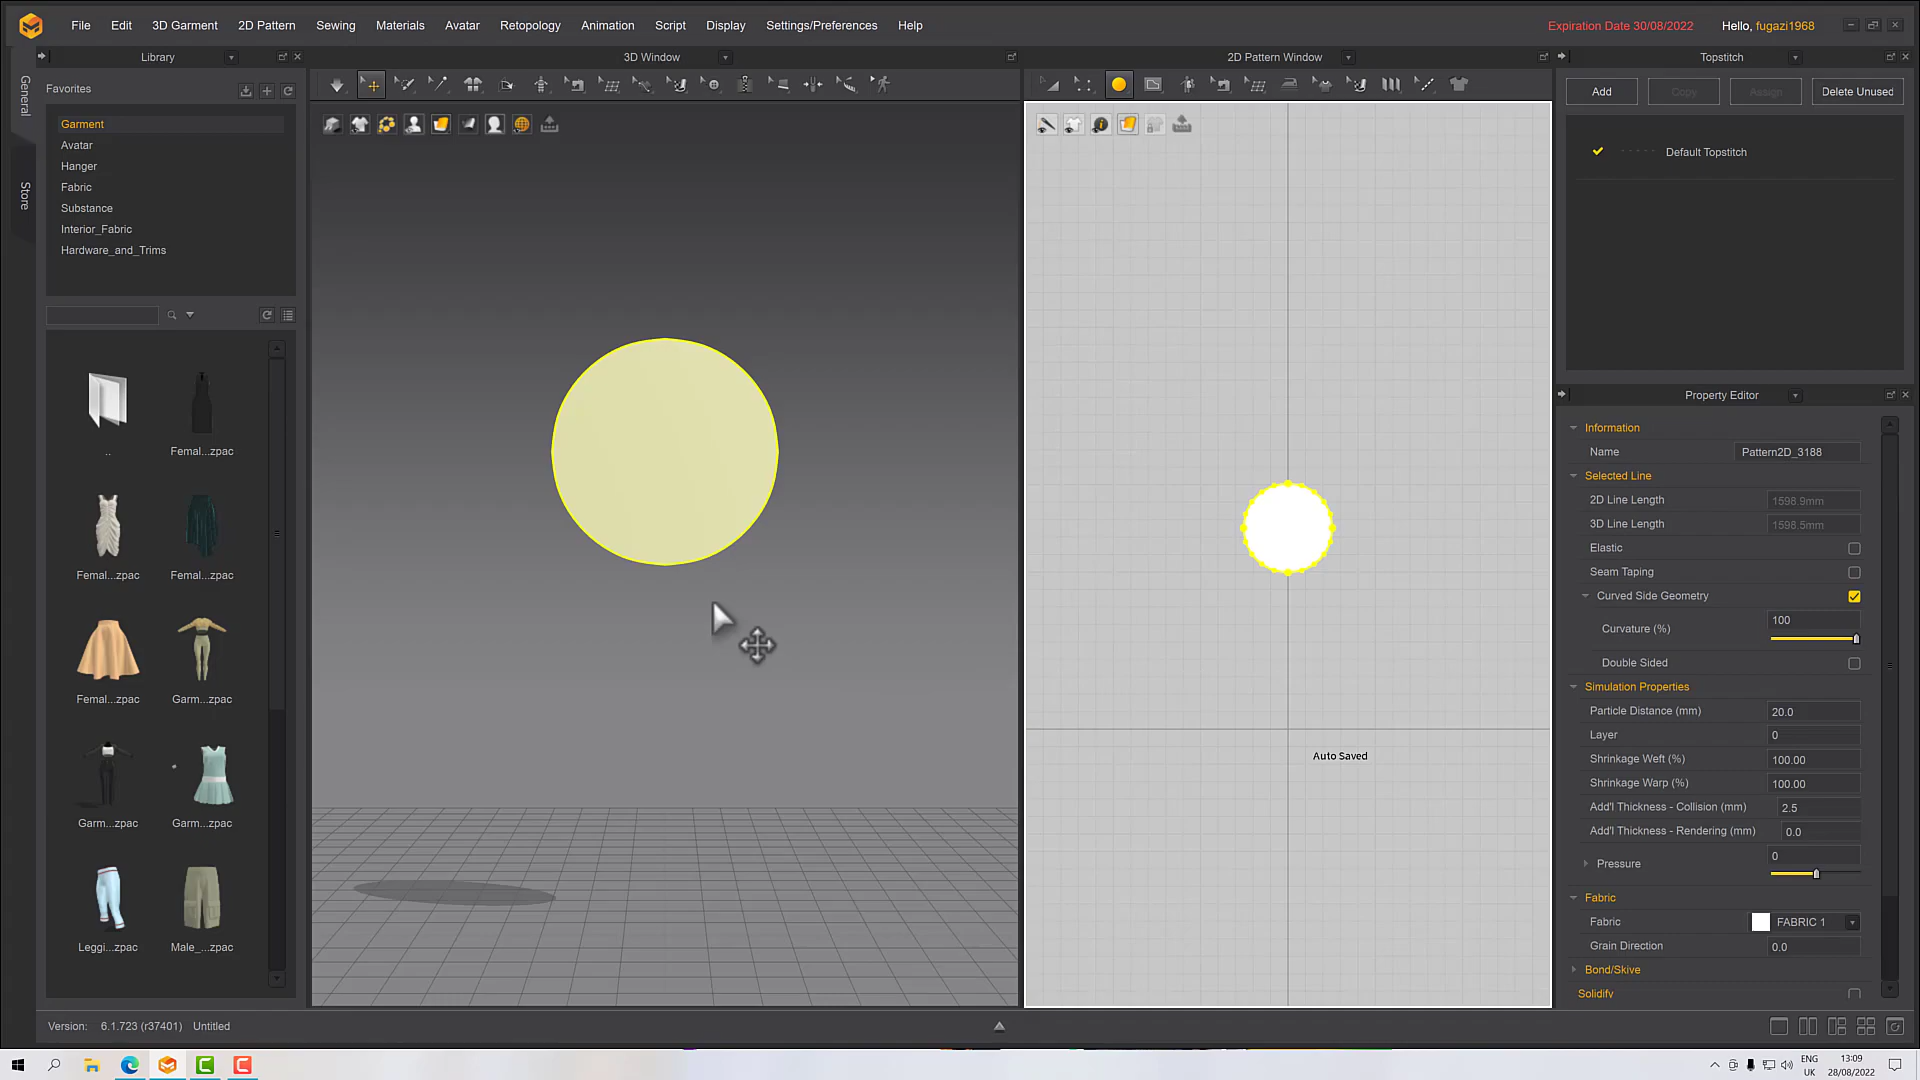 File Edit 3D Garment 2D Pattern Sewing Materials Avatar Retopology Animation Script Display Settings/Preferences Help Expiration Date 30/08/2022 Hello, fugazi1968
Library 3D Window 2D Pattern Window Topstitch
General
Store
Favorites
Garment
Avatar
Hanger
Fabric
Substance
Interior_Fabric
Hardware_and_Trims
..
Femal...zpac
Femal...zpac
Femal...zpac
Femal...zpac
Garm...zpac
Garm...zpac
Garm...zpac
Leggi...zpac
Male_...zpac
Auto Saved
Add Copy Assign Delete Unused
Default Topstitch
Property Editor
Information
Name Pattern2D_3188
Selected Line
2D Line Length 1598.9mm
3D Line Length 1598.5mm
Elastic
Seam Taping
Curved Side Geometry
Curvature (%) 100
Double Sided
Simulation Properties
Particle Distance (mm) 20.0
Layer 0
Shrinkage Weft (%) 100.00
Shrinkage Warp (%) 100.00
Add'l Thickness - Collision (mm) 2.5
Add'l Thickness - Rendering (mm) 0.0
Pressure 0
Fabric
Fabric FABRIC 1
Grain Direction 0.0
Bond/Skive
Solidify
Version: 6.1.723 (r37401) Untitled
ENG
UK
13:09
28/08/2022